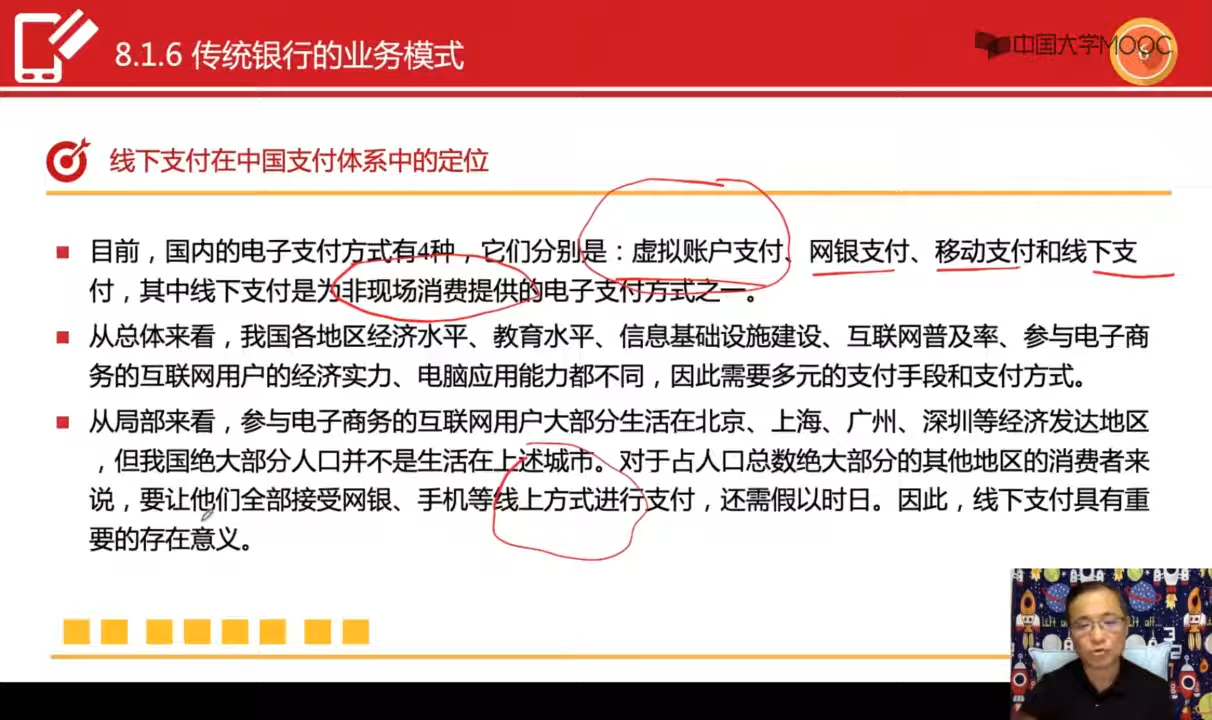 8.1.6 传统银行的业务模式
中国大学MOOC
线下支付在中国支付体系中的定位
目前，国内的电子支付方式有4种，它们分别是：虚拟账户支付、网银支付、移动支付和线下支
付，其中线下支付是为非现场消费提供的电子支付方式之一。
从总体来看，我国各地区经济水平、教育水平、信息基础设施建设、互联网普及率、参与电子商
务的互联网用户的经济实力、电脑应用能力都不同，因此需要多元的支付手段和支付方式。
从局部来看，参与电子商务的互联网用户大部分生活在北京、上海、广州、深圳等经济发达地区
，但我国绝大部分人口并不是生活在上述城市。对于占人口总数绝大部分的其他地区的消费者来
说，要让他们全部接受网银、手机等线上方式进行支付，还需假以时日。因此，线下支付具有重
要的存在意义。